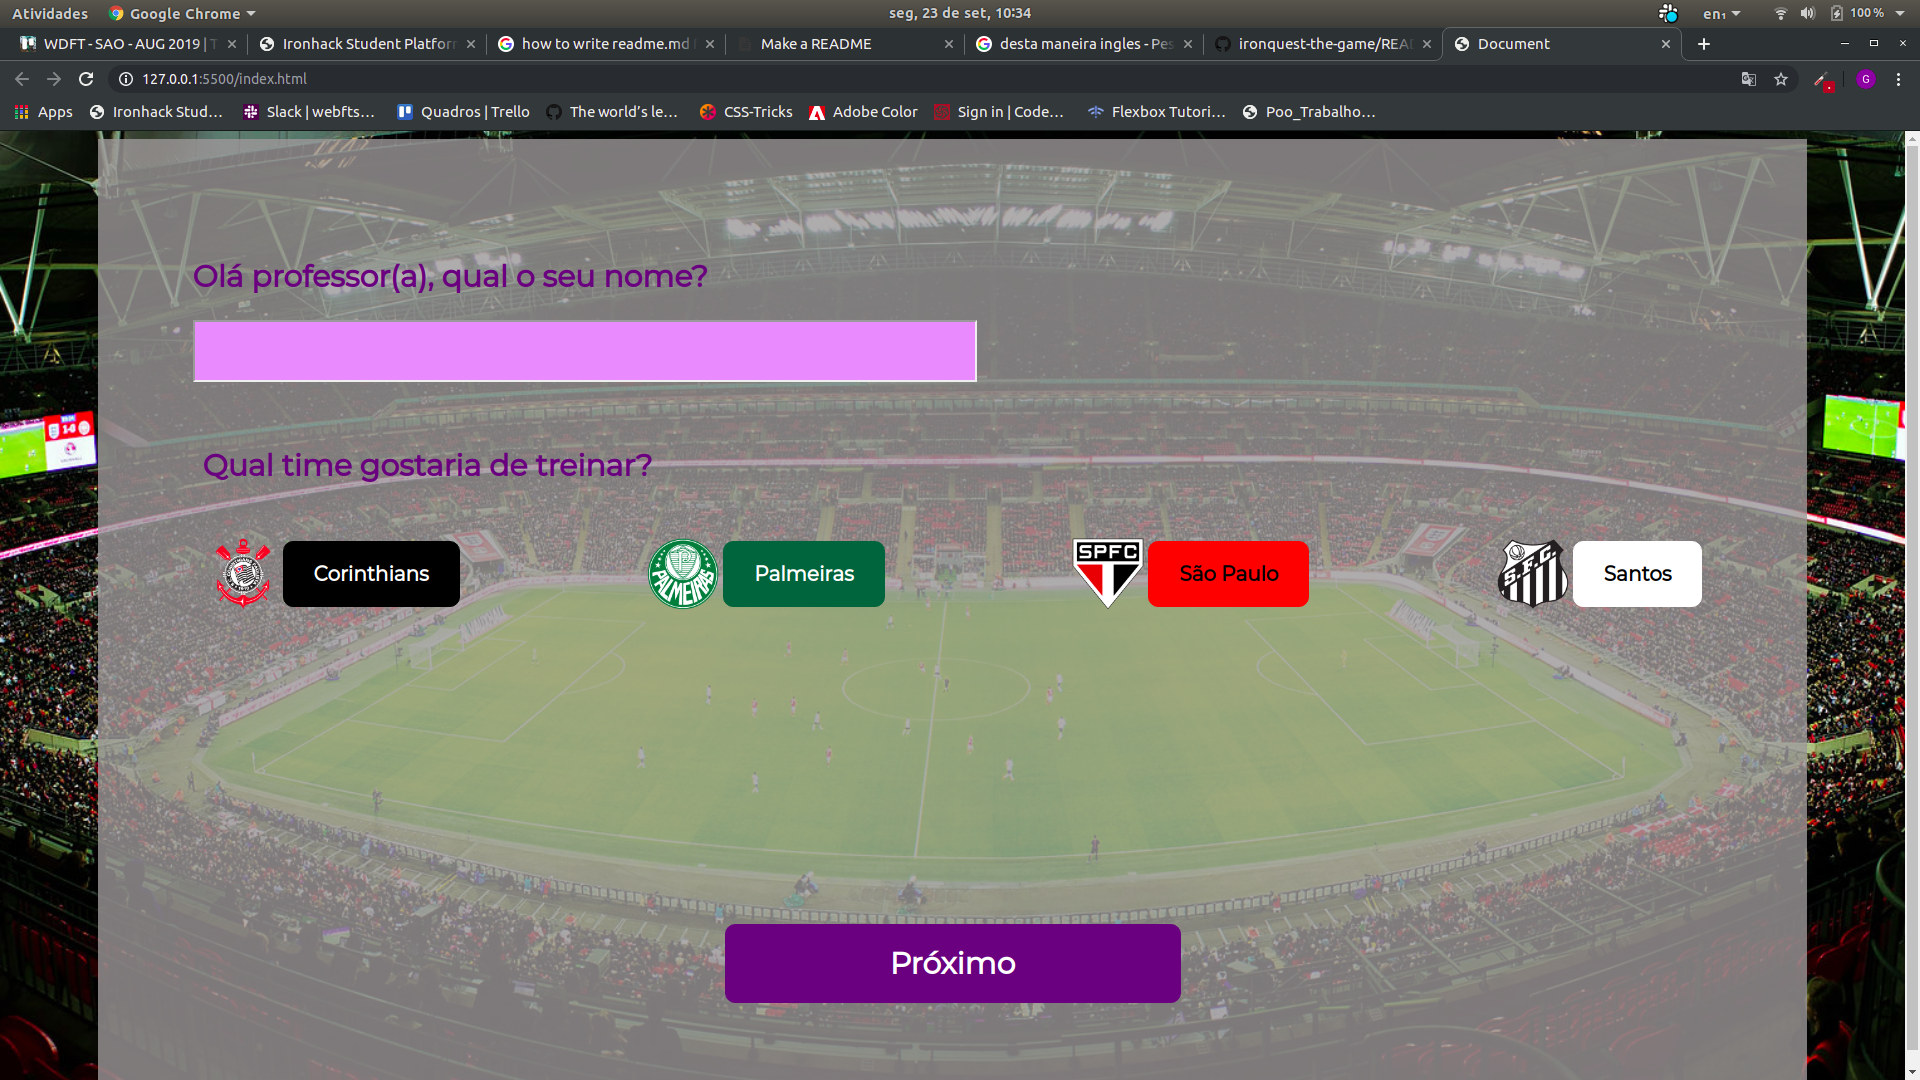 Atividades
Google Chrome
seg, 23 de set, 10:34
en₁
100 %
WDFT - SAO - AUG 2019 | T
Ironhack Student Platfor
how to write readme.md
Make a README
desta maneira ingles - Pes
ironquest-the-game/REA
Document
127.0.0.1:5500/index.html
G
Apps
Ironhack Stud...
Slack | webfts...
Quadros | Trello
The world's le...
CSS-Tricks
Adobe Color
Sign in | Code...
Flexbox Tutori...
Poo_Trabalho...
Olá professor(a), qual o seu nome?
Qual time gostaria de treinar?
Corinthians
PALMEIRAS
Palmeiras
SPFC
São Paulo
S.F.C.
Santos
Próximo